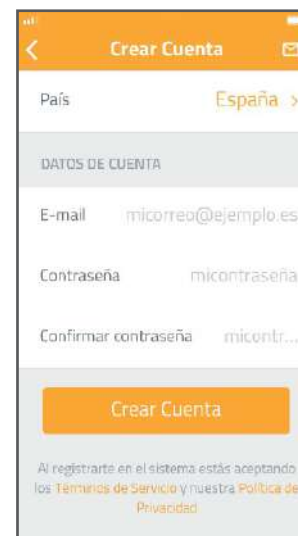 Crear Cuenta
País España >
DATOS DE CUENTA
E-mail micorreo@ejemplo.es
Contraseña micontraseña
Confirmar contraseña micontr...
Crear Cuenta
Al registrarte en el sistema estás aceptando
los Términos de Servicio y nuestra Política de
Privacidad